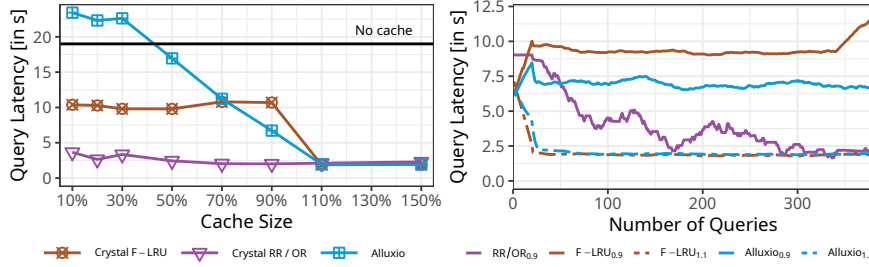 Query Latency [in s]
20
15
10
5
0
No cache
10% 30% 50% 70% 90% 110% 130% 150%
Cache Size
Crystal F-LRU Crystal RR / OR Alluxio
Query Latency [in s]
12.5
10.0
7.5
5.0
2.5
0.0
0 100 200 300
Number of Queries
RR/OR0.9 F-LRU0.9 F-LRU1.1 Alluxio0.9 Alluxio1.